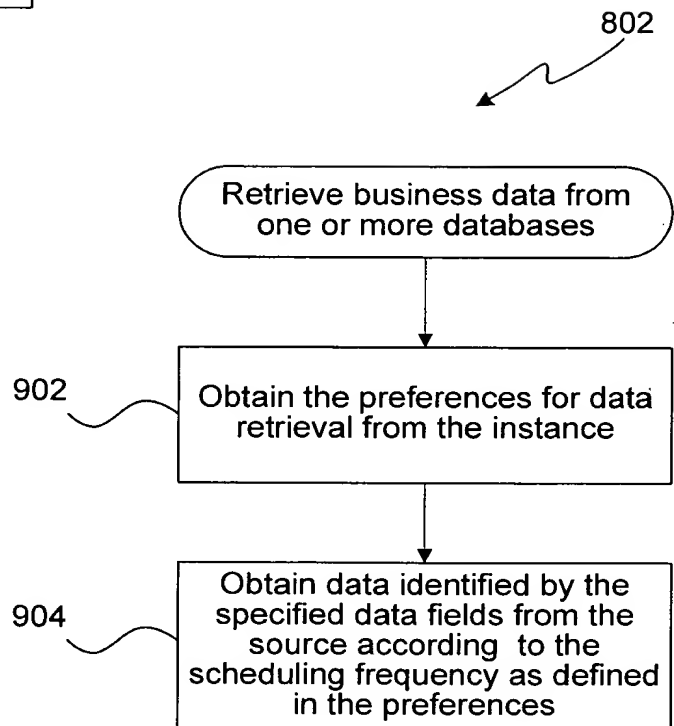 802
Retrieve business data from
one or more databases
902
Obtain the preferences for data
retrieval from the instance
904
Obtain data identified by the
specified data fields from the
source according to the
scheduling frequency as defined
in the preferences